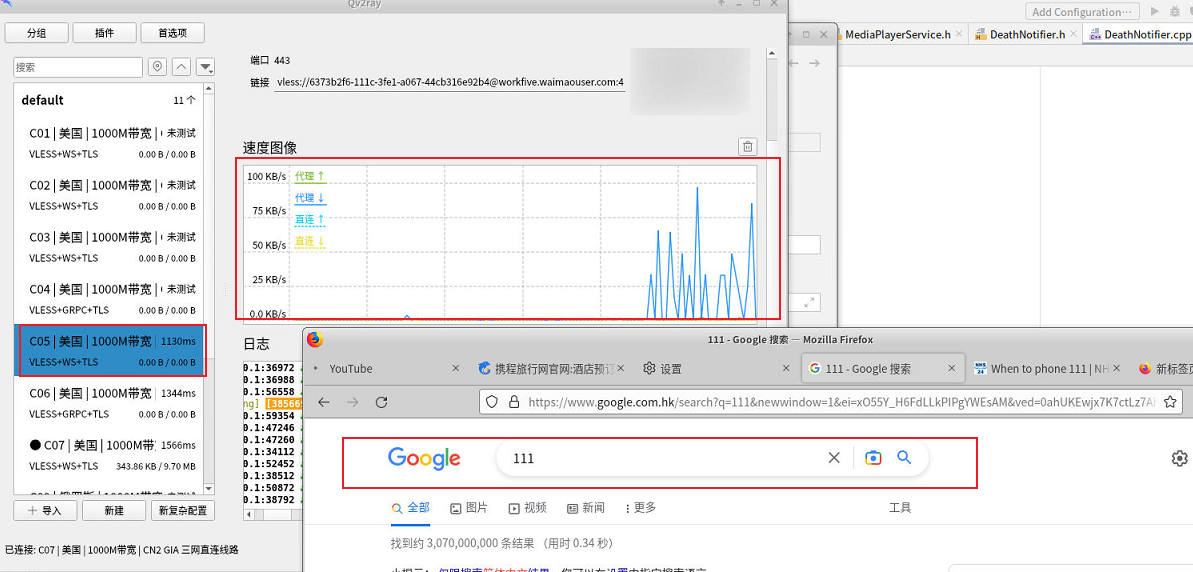 Qv2ray
分组 插件 首选项
搜索
default 11 个
C01 | 美国 | 1000M带宽 | 未测试
VLESS+WS+TLS 0.00 B / 0.00 B
C02 | 美国 | 1000M带宽 | 未测试
VLESS+WS+TLS 0.00 B / 0.00 B
C03 | 美国 | 1000M带宽 | 未测试
VLESS+WS+TLS 0.00 B / 0.00 B
C04 | 美国 | 1000M带宽 | 未测试
VLESS+GRPC+TLS 0.00 B / 0.00 B
C05 | 美国 | 1000M带宽 1130ms
VLESS+WS+TLS 0.00 B / 0.00 B
C06 | 美国 | 1000M带宽 1344ms
VLESS+GRPC+TLS 0.00 B / 0.00 B
C07 | 美国 | 1000M带宽 1566ms
VLESS+WS+TLS 343.86 KB / 9.70 MB
导入 新建 新复杂配置
已连接: C07 | 美国 | 1000M带宽 | CN2 GIA 三网直连线路
端口 443
链接 vless://6373b2f6-111c-3fe1-a067-44cb316e92b4@workfive.waimaouser.com:4
速度图像
100 KB/s
75 KB/s
50 KB/s
25 KB/s
0.0 KB/s
代理 ↑
代理 ↓
直连 ↑
直连 ↓
日志
0.1:36972
0.1:36988
0.1:56558
ng] [38566
0.1:59354
0.1:47246
0.1:47260
0.1:34112
0.1:52452
0.1:38512
0.1:50876
0.1:38792
Add Configuration...
MediaPlayerService.h DeathNotifier.h DeathNotifier.cpp
111 - Google 搜索 — Mozilla Firefox
YouTube 携程旅行网官网:酒店预订 设置 111 - Google 搜索 When to phone 111 | NH 新标签页
https://www.google.com.hk/search?q=111&newwindow=1&ei=xO55Y_H6FdLLkPIPgYWEsAM&ved=0ahUKEwjx7K7ctLz7A
Google 111
全部 图片 视频 新闻 更多 工具
找到约 3,070,000,000 条结果 （用时 0.34 秒）